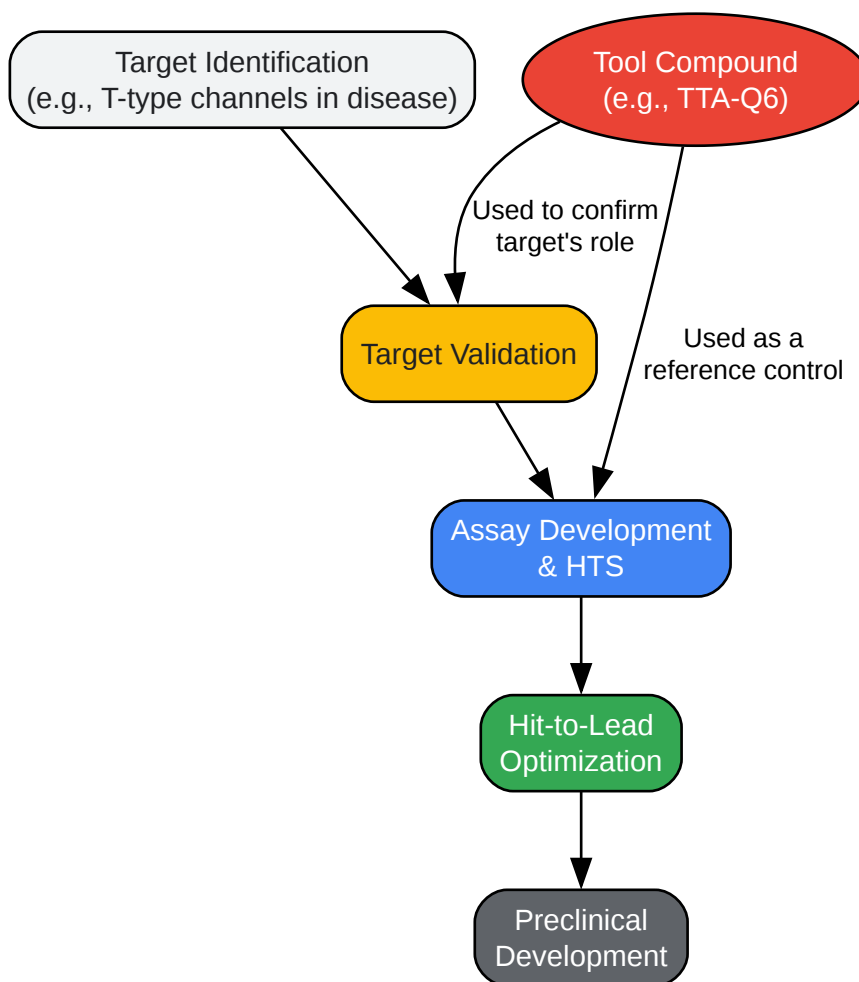 Target Identification
(e.g., T-type channels in disease)
Tool Compound
(e.g., TTA-Q6)
Used to confirm
target's role
Target Validation
Used as a
reference control
Assay Development
& HTS
Hit-to-Lead
Optimization
Preclinical
Development